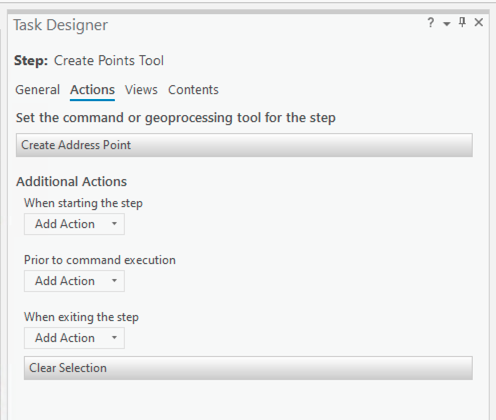 Task Designer
?
Step: Create Points Tool
General Actions Views Contents
Set the command or geoprocessing tool for the step
Create Address Point
Additional Actions
When starting the step
Add Action
Prior to command execution
Add Action
When exiting the step
Add Action
Clear Selection